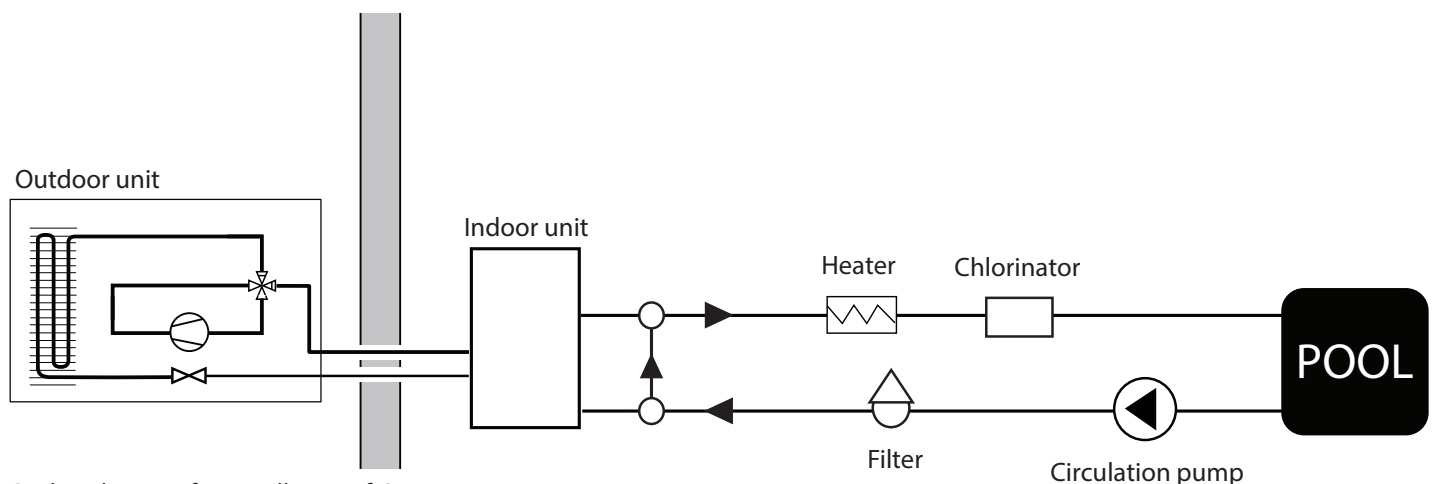 Outdoor unit
Indoor unit
Heater
Chlorinator
POOL
Filter
Circulation pump